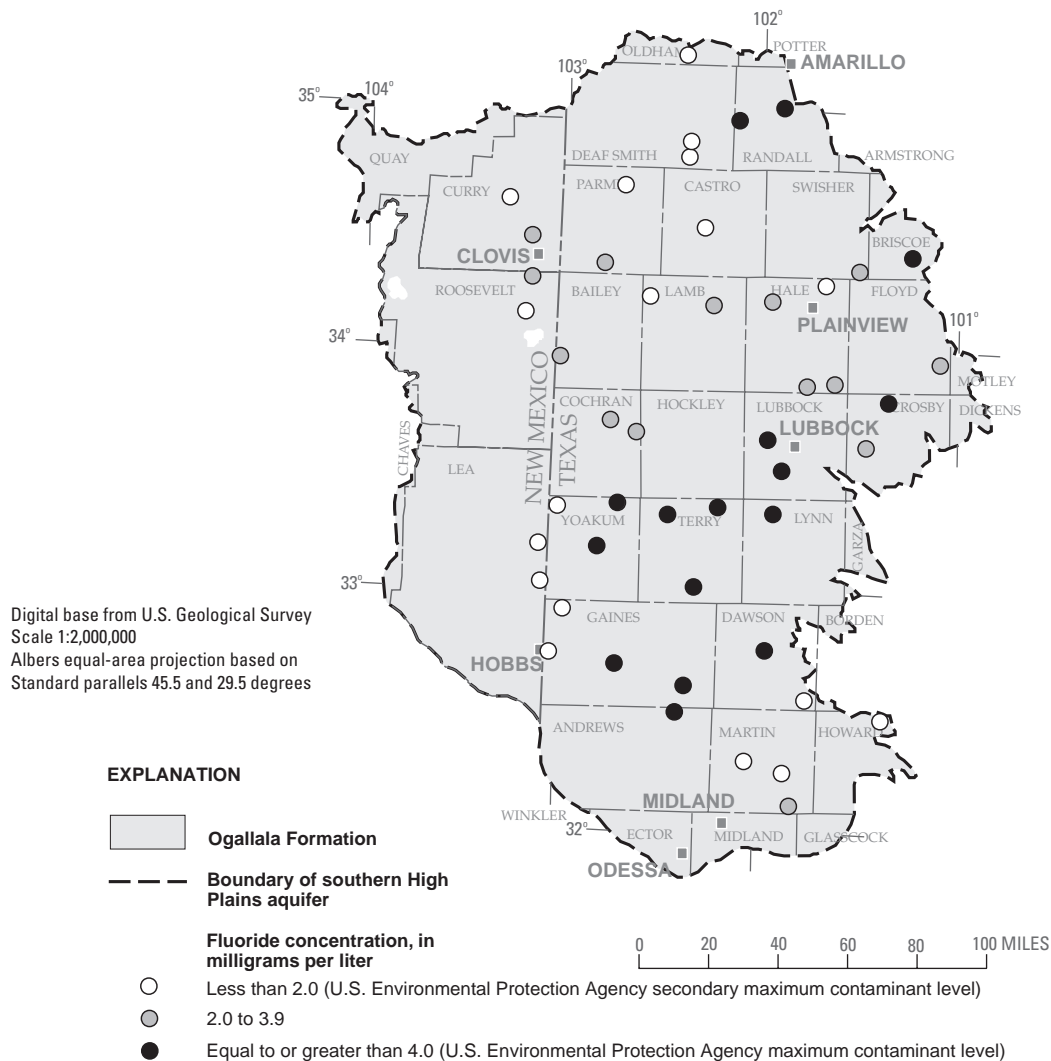 102°
OLDHAM
POTTER
AMARILLO
103°
35°
104°
QUAY
DEAF SMITH
RANDALL
ARMSTRONG
CURRY
PARM
CASTRO
SWISHER
BRISCOE
CLOVIS
ROOSEVELT
BAILEY
LAMB
HALE
FLOYD
PLAINVIEW
101°
34°
MOTLEY
NEW MEXICO
TEXAS
COCHRAN
HOCKLEY
LUBBOCK
CROSBY
DICKENS
LUBBOCK
CHAVES
LEA
YOAKUM
TERRY
LYNN
GARZA
33°
Digital base from U.S. Geological Survey
Scale 1:2,000,000
Albers equal-area projection based on
Standard parallels 45.5 and 29.5 degrees
GAINES
DAWSON
BORDEN
HOBBS
ANDREWS
MARTIN
HOWARD
WINKLER
MIDLAND
32°
ECTOR
MIDLAND
GLASSCOCK
ODESSA
EXPLANATION
Ogallala Formation
Boundary of southern High
Plains aquifer
Fluoride concentration, in
milligrams per liter
0 20 40 60 80 100 MILES
Less than 2.0 (U.S. Environmental Protection Agency secondary maximum contaminant level)
2.0 to 3.9
Equal to or greater than 4.0 (U.S. Environmental Protection Agency maximum contaminant level)